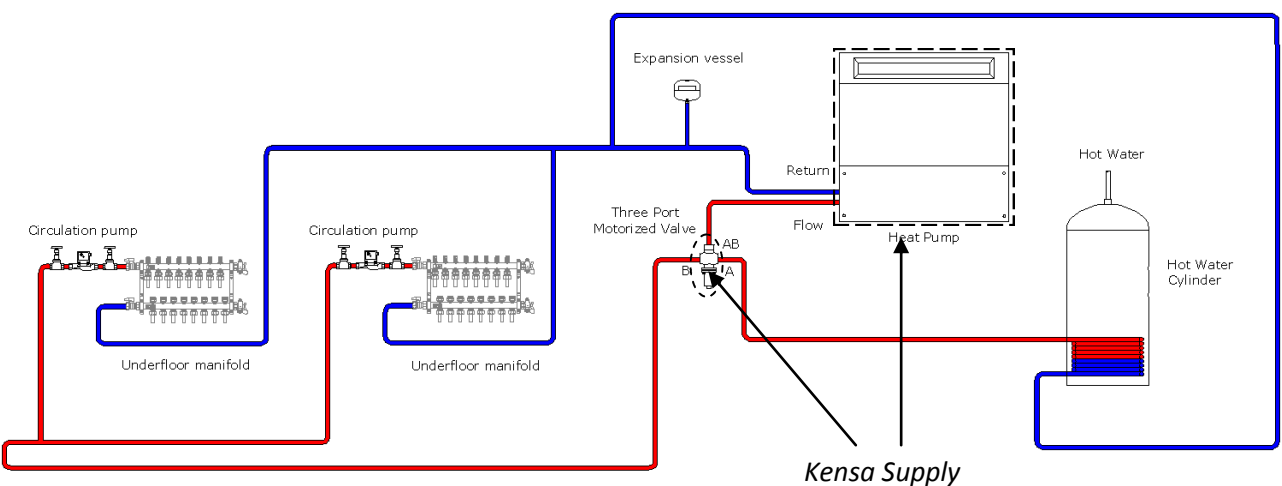 Expansion vessel
Hot Water
Return
Three Port
Motorized Valve
Flow
Circulation pump
Circulation pump
Heat Pump
AB
B
A
Hot Water
Cylinder
Underfloor manifold
Underfloor manifold
Kensa Supply